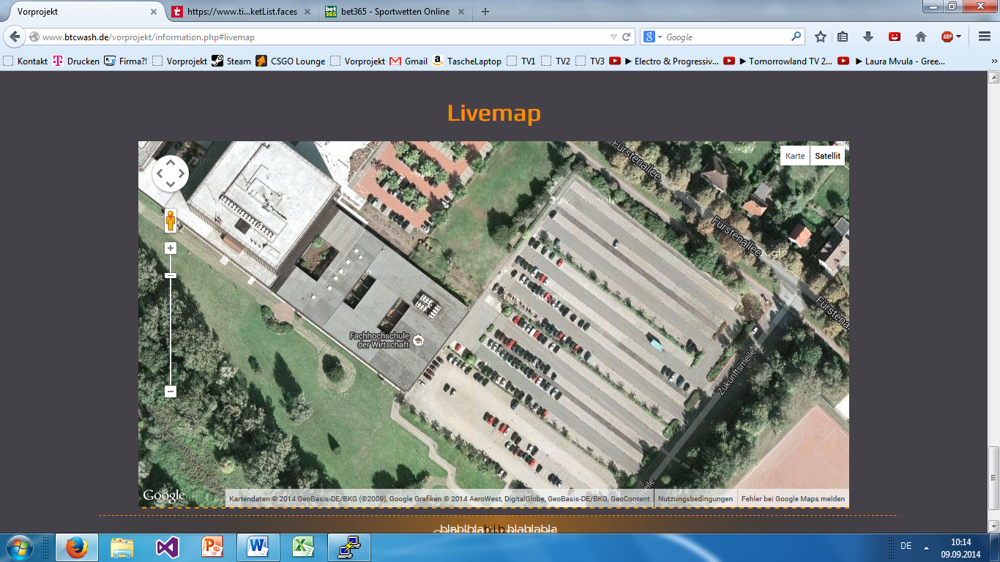 Vorprojekt
https://www.ti...ketList.faces
bet365 - Sportwetten Online
www.btcwash.de/vorprojekt/information.php#livemap
Google
Kontakt Drucken Firma?! Vorprojekt Steam CSGO Lounge Vorprojekt Gmail TascheLaptop TV1 TV2 TV3 ► Electro & Progressiv... ► Tomorrowland TV 2... ► Laura Mvula - Gree... »
Livemap
Karte Satellit
Fürstenallee
Fürstenallee
Fürstena
Fachhochschule
der Wirtschaft
Zukunftsmeile
meile
Google
Kartendaten © 2014 GeoBasis-DE/BKG (©2009), Google Grafiken © 2014 AeroWest, DigitalGlobe, GeoBasis-DE/BKG, GeoContent Nutzungsbedingungen Fehler bei Google Maps melden
blablblab.i.b.blablabla
DE
10:14
09.09.2014